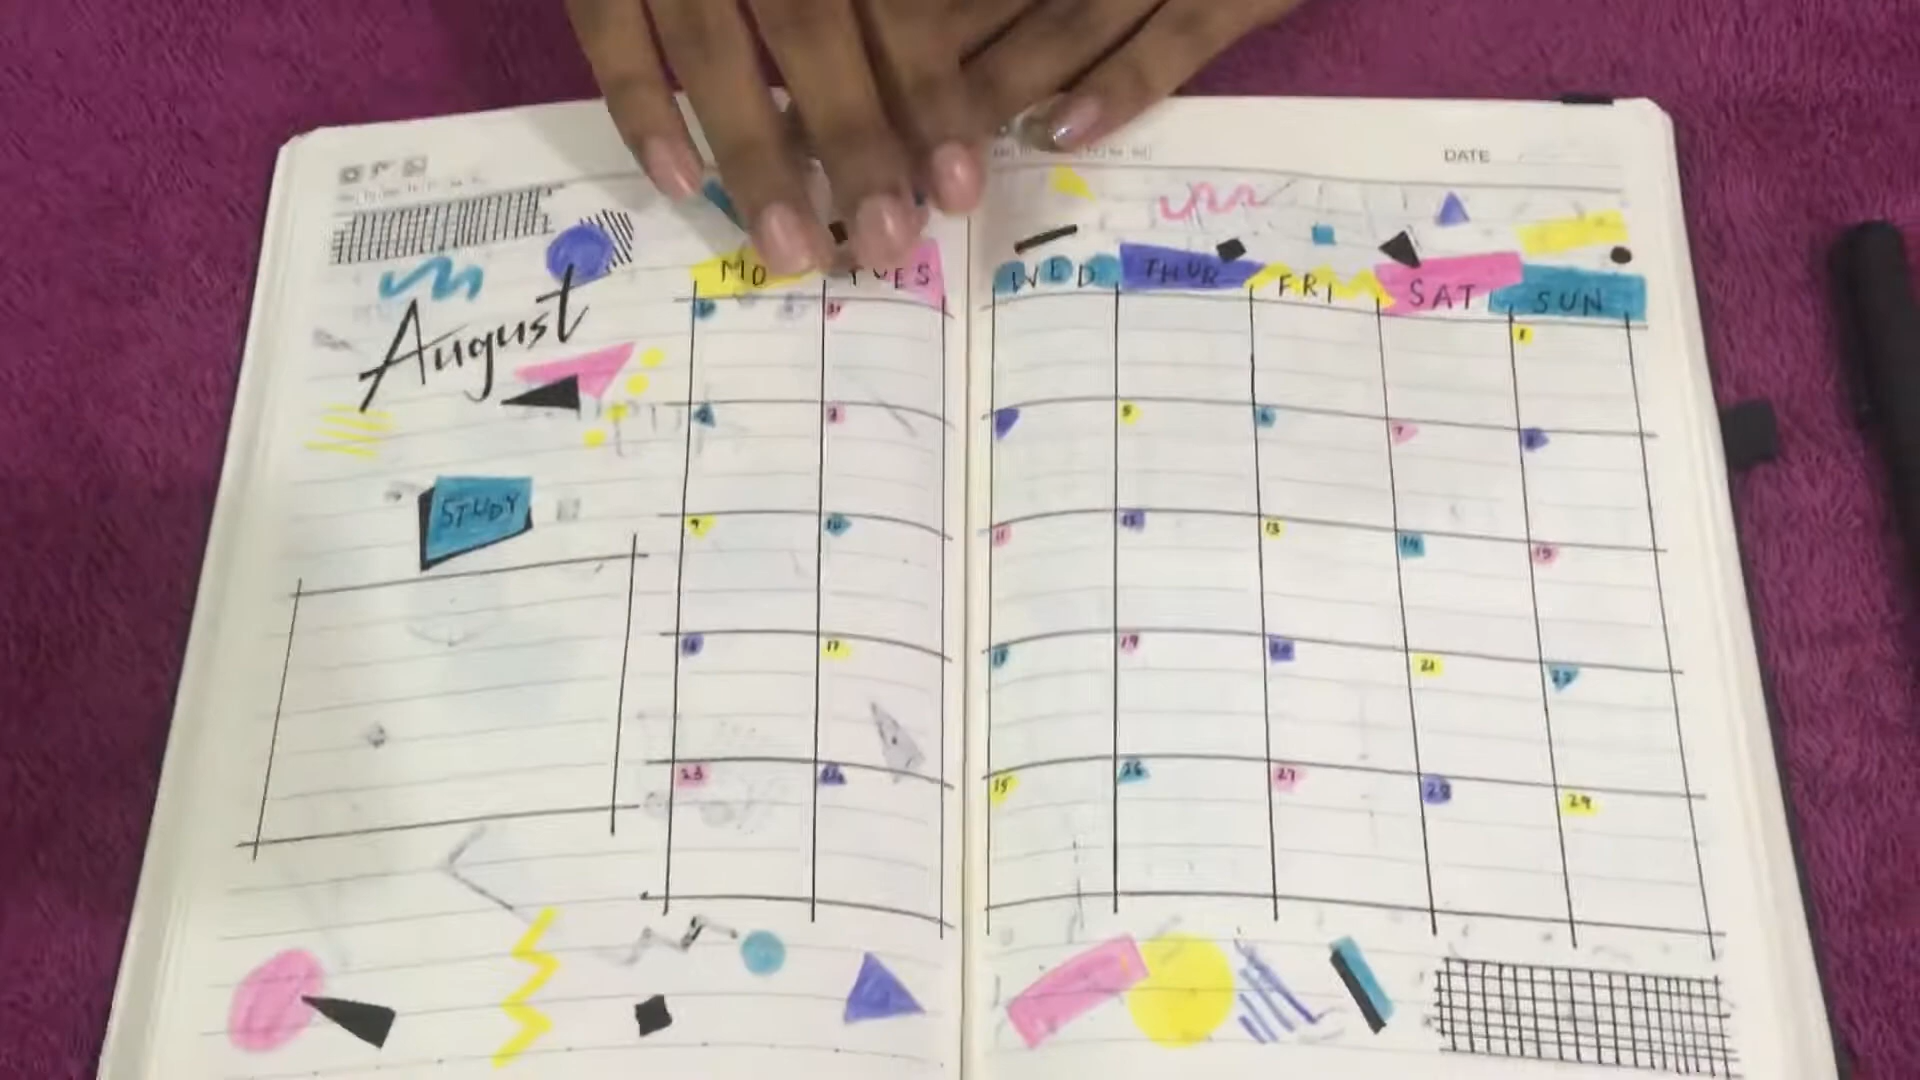 DATE
MO TUES WED THUR FRI SAT SUN
August
30 31 1
2 3 5 6 7 8
STUDY
9 10 11 12 13 14 15
16 17 18 19 20 21 22
23 24 25 26 27 28 29